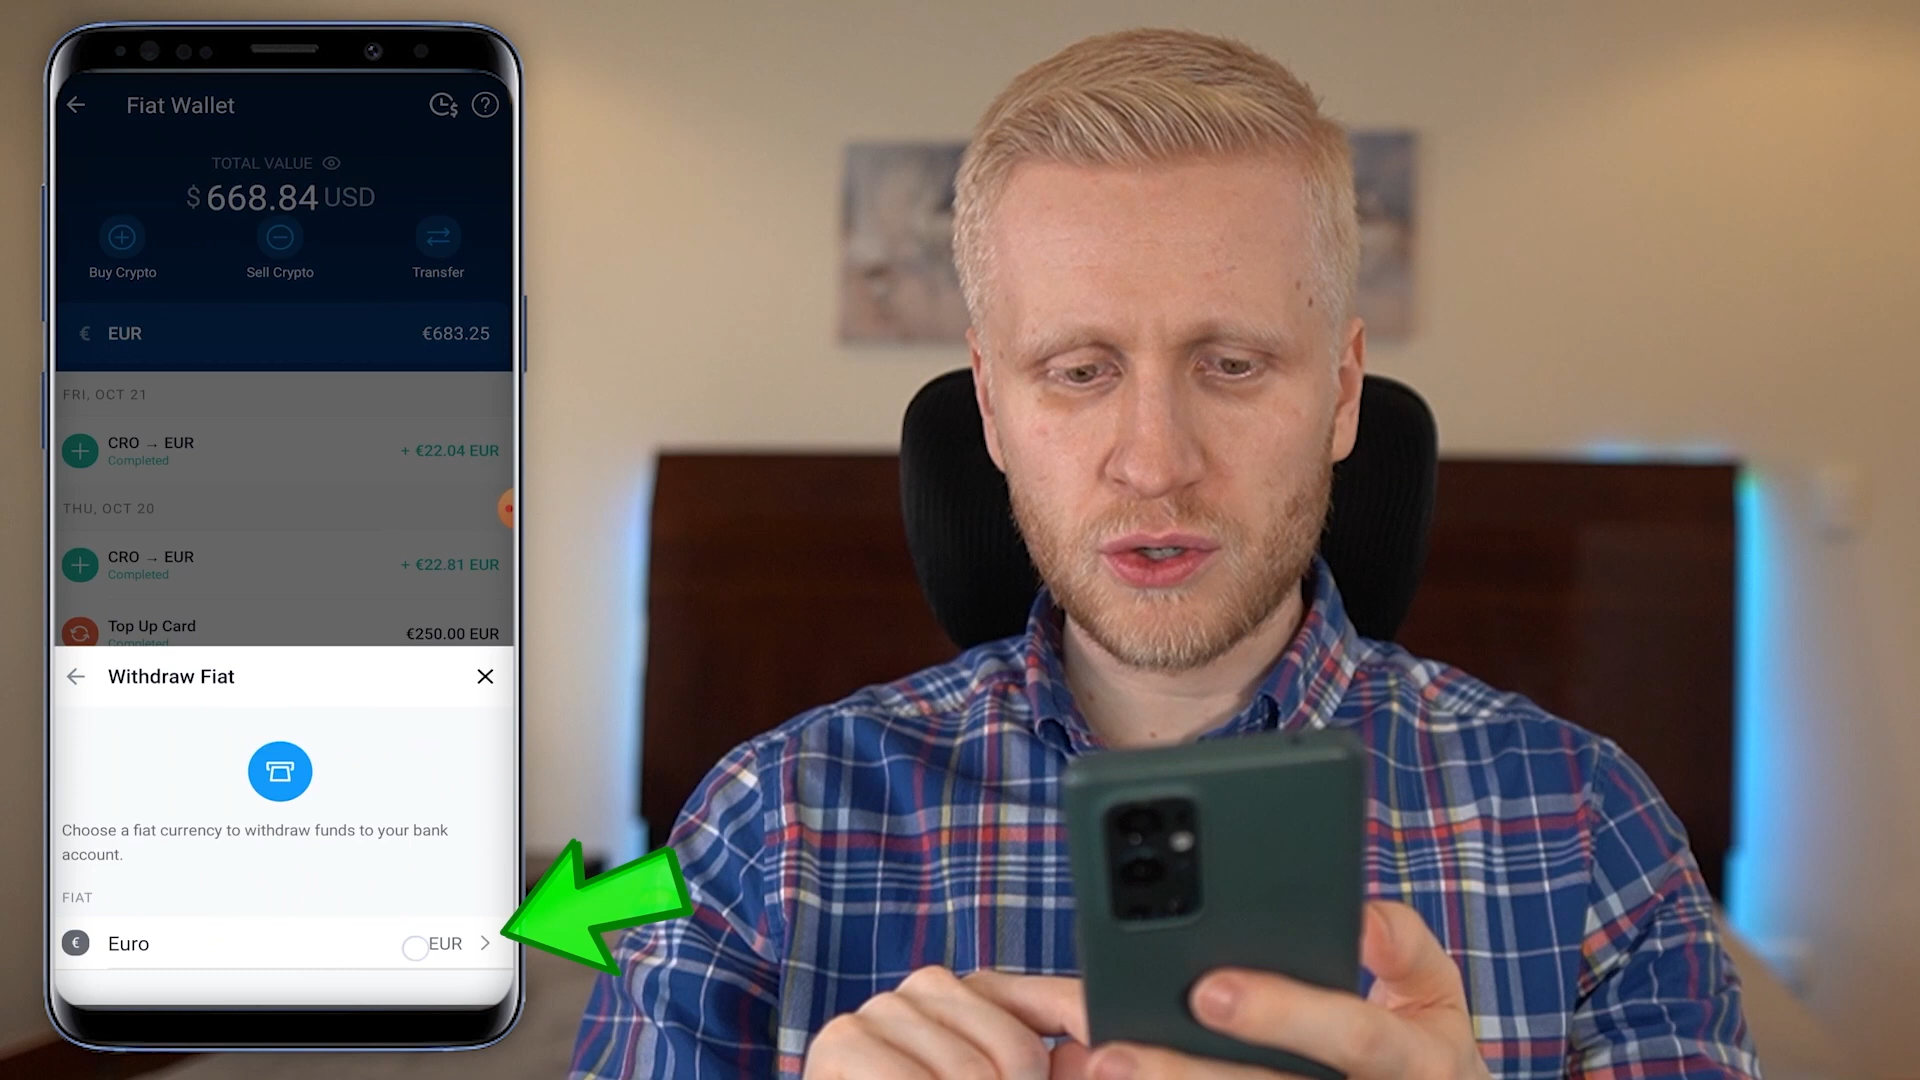 Fiat Wallet
TOTAL VALUE
$ 668.84 USD
Buy Crypto Sell Crypto Transfer
€ EUR €683.25
FRI, OCT 21
CRO → EUR + €22.04 EUR
Completed
THU, OCT 20
CRO → EUR + €22.81 EUR
Completed
Top Up Card €250.00 EUR
Completed
Withdraw Fiat
Choose a fiat currency to withdraw funds to your bank
account.
FIAT
€ Euro EUR